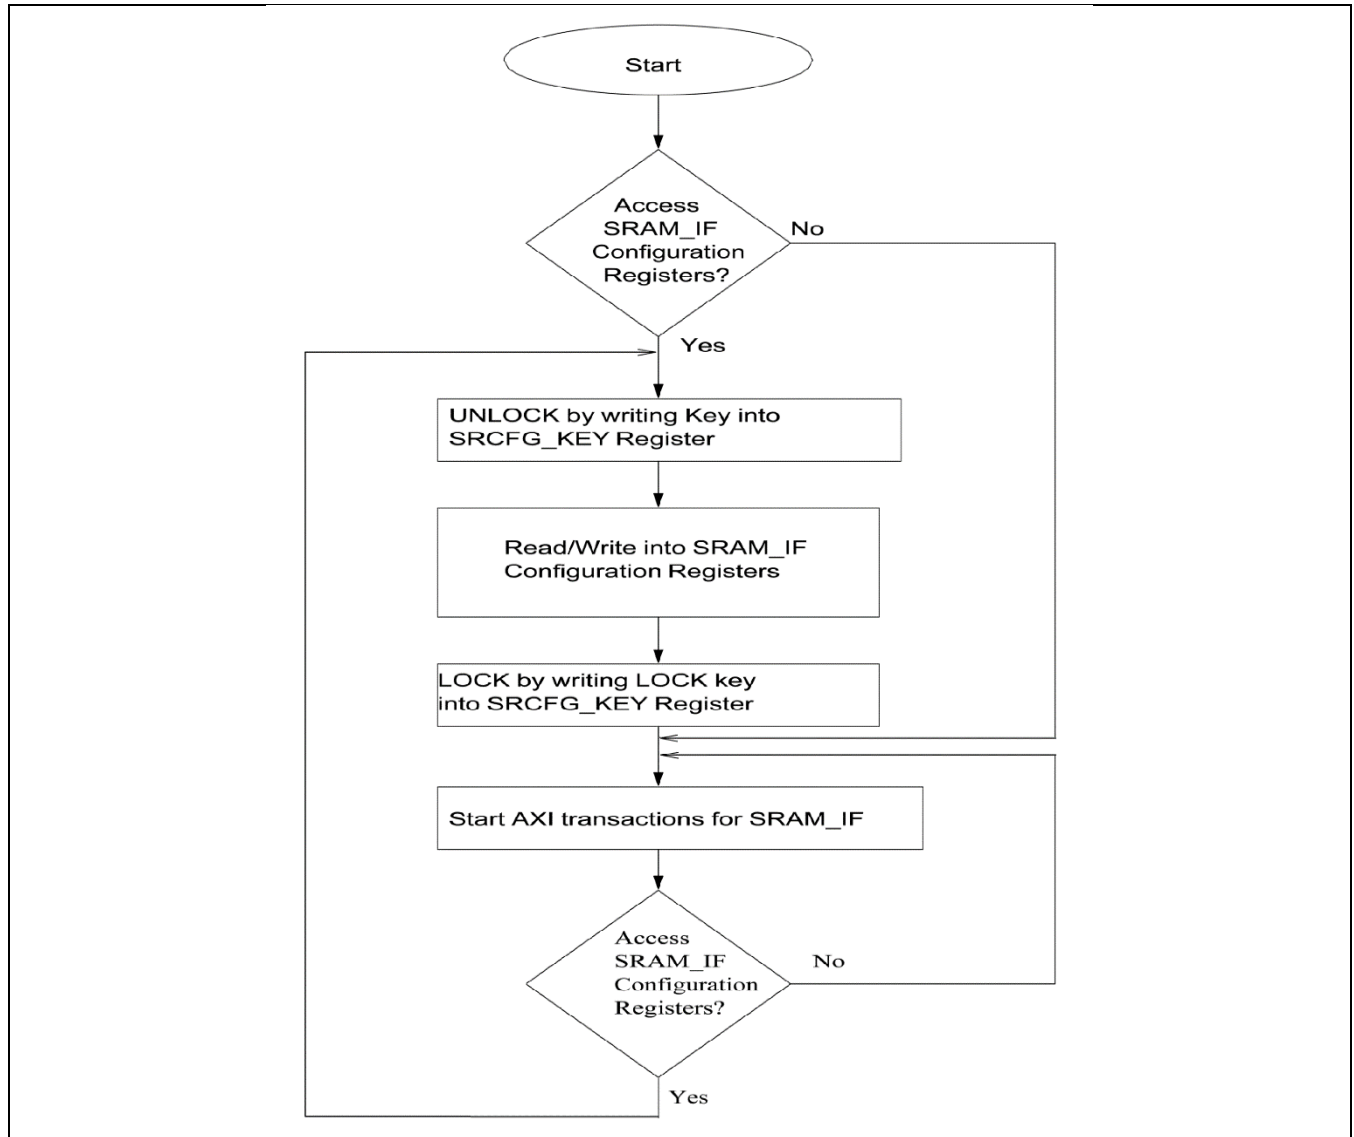 Start
Access
SRAM_IF
Configuration
Registers?
No
Yes
UNLOCK by writing Key into
SRCFG_KEY Register
Read/Write into SRAM_IF
Configuration Registers
LOCK by writing LOCK key
into SRCFG_KEY Register
Start AXI transactions for SRAM_IF
Access
SRAM_IF
Configuration
Registers?
No
Yes